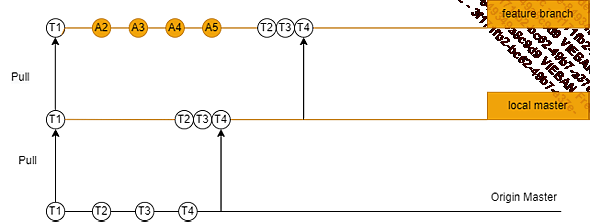 T1 A2 A3 A4 A5 T2 T3 T4 feature branch
Pull
T1 T2 T3 T4 local master
Pull
Origin Master
T1 T2 T3 T4